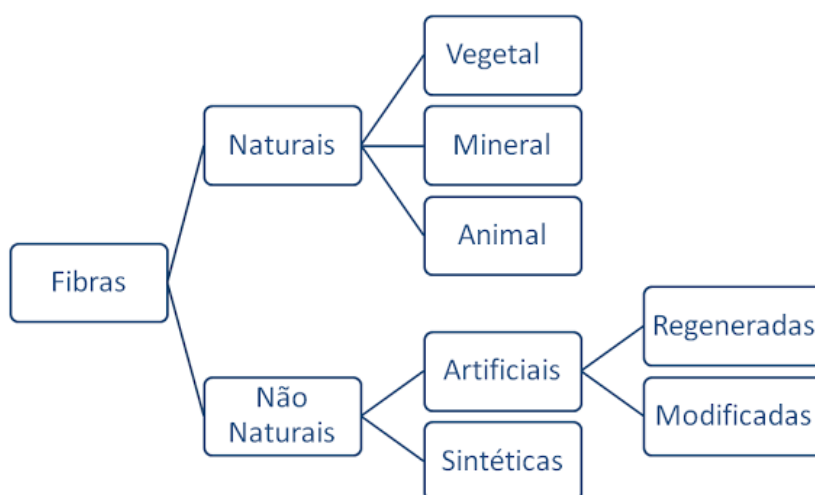 Fibras
Naturais
Vegetal
Mineral
Animal
Não
Naturais
Artificiais
Sintéticas
Regeneradas
Modificadas